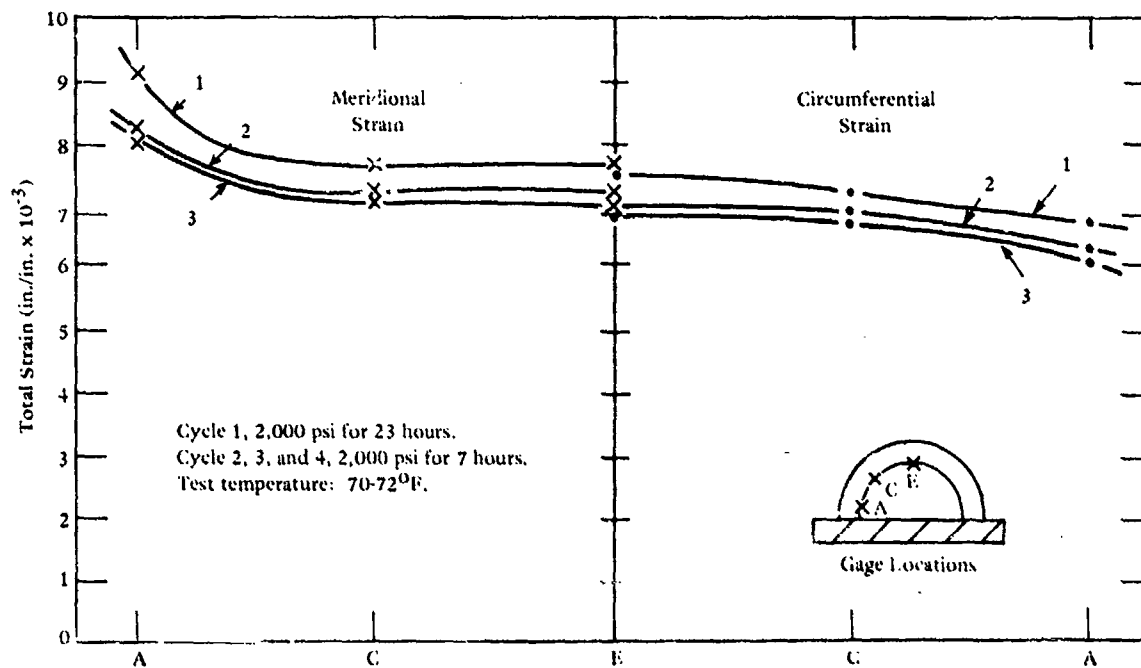 Total Strain (in./in. x 10⁻³)
10
9
8
7
6
5
4
3
2
1
0
Meridional
Strain
Circumferential
Strain
1
2
3
1
2
3
Cycle 1, 2,000 psi for 23 hours.
Cycle 2, 3, and 4, 2,000 psi for 7 hours.
Test temperature: 70-72°F.
E
C
A
Gage Locations
A
C
E
C
A